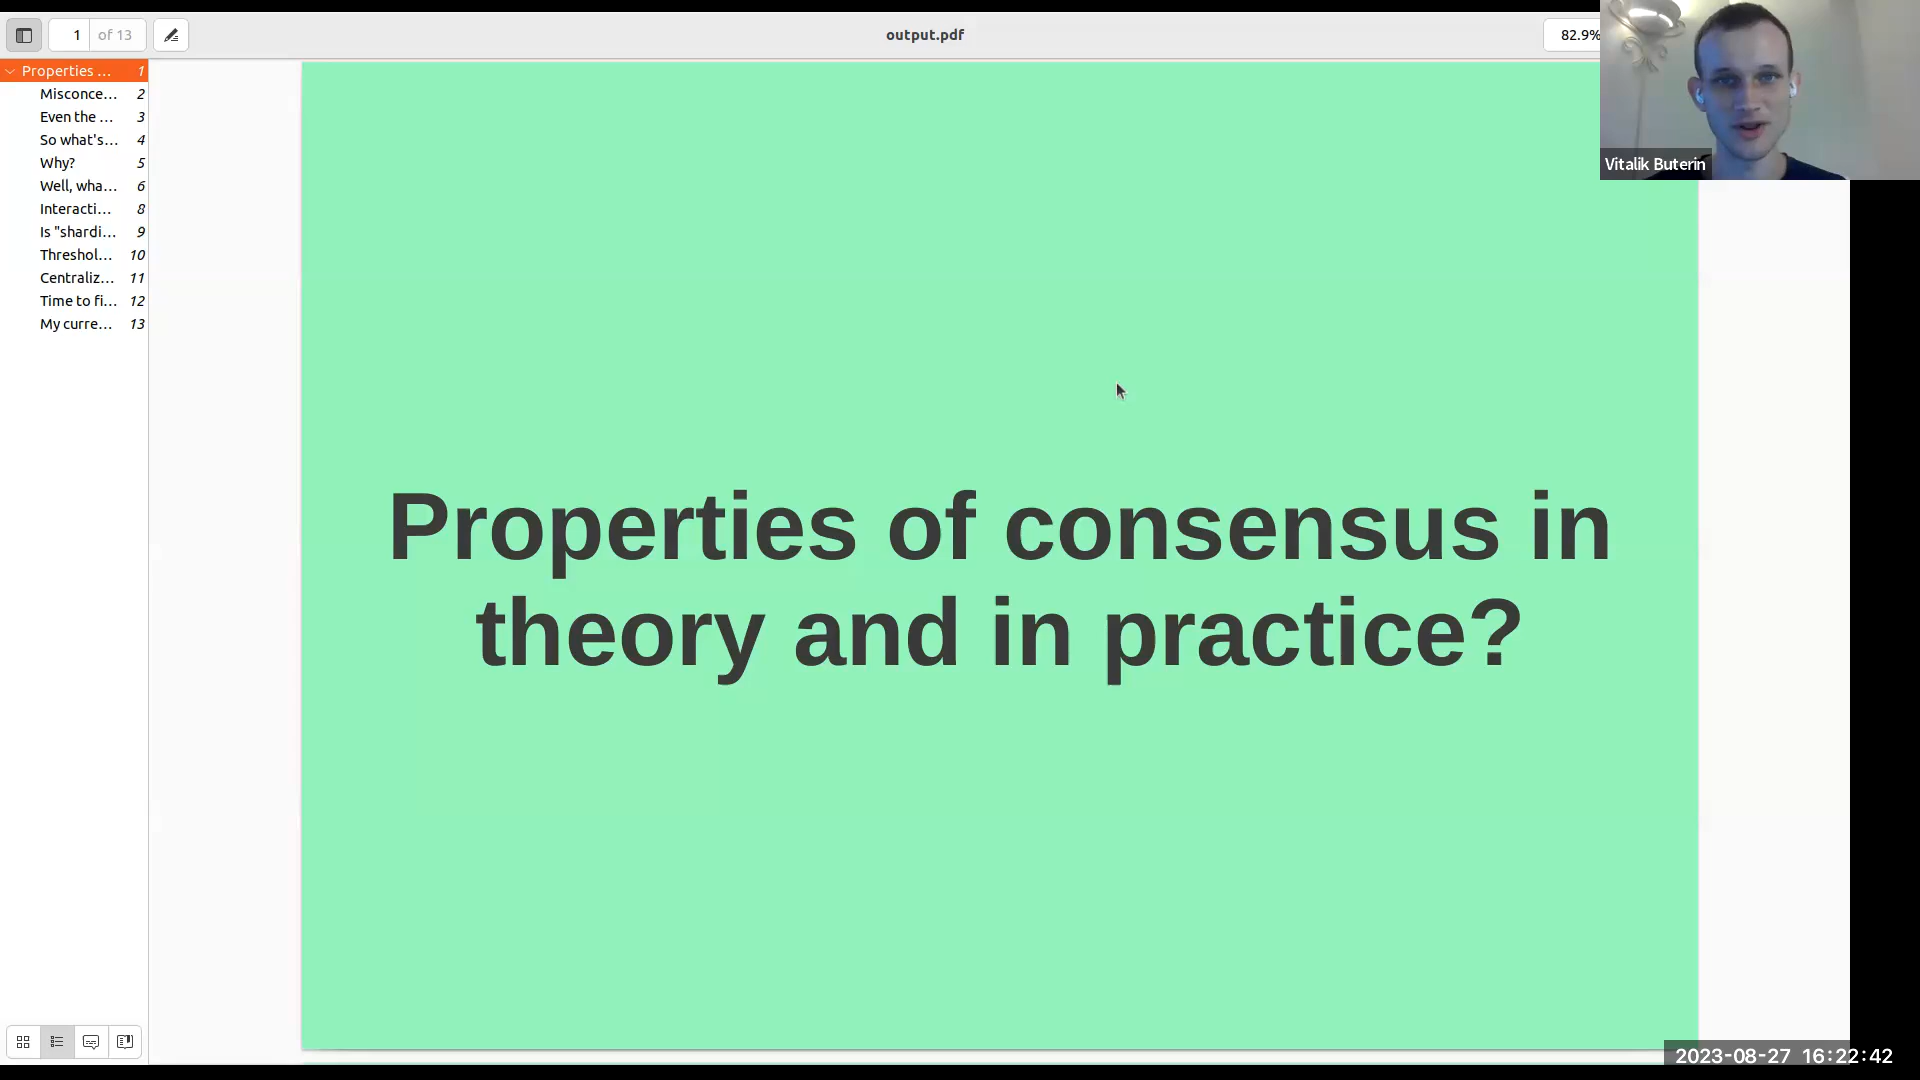 1 of 13
output.pdf
82.9%
Properties ... 1
Misconce... 2
Even the ... 3
So what's... 4
Why? 5
Well, wha... 6
Interacti... 8
Is "shardi... 9
Threshol... 10
Centraliz... 11
Time to fi... 12
My curre... 13
Vitalik Buterin
Properties of consensus in
theory and in practice?
2023-08-27 16:22:42